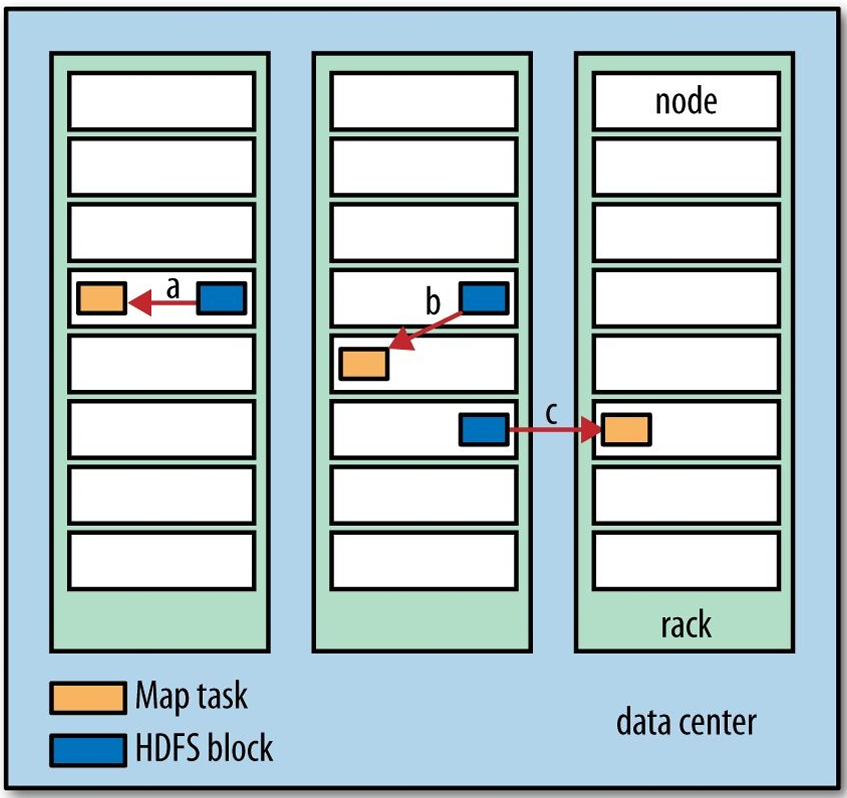 node
a
b
c
rack
Map task
HDFS block
data center